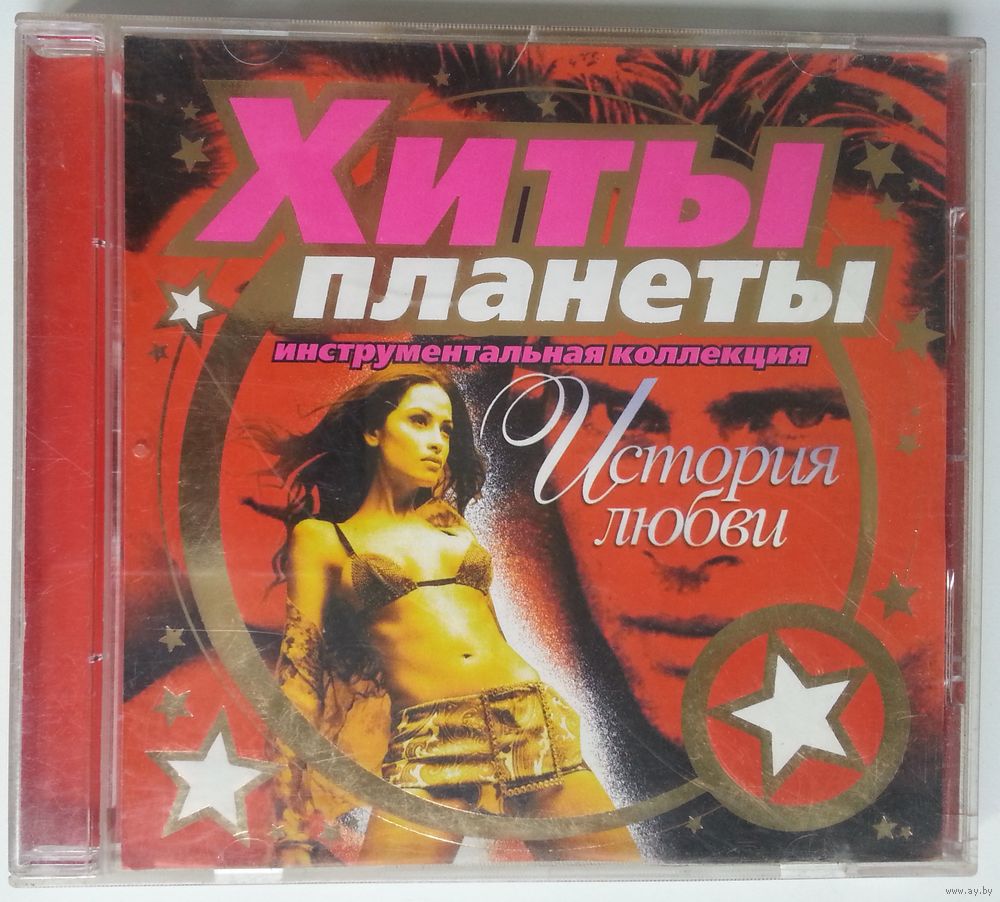 Хиты
планеты
инструментальная коллекция
История
любви
www.ay.by